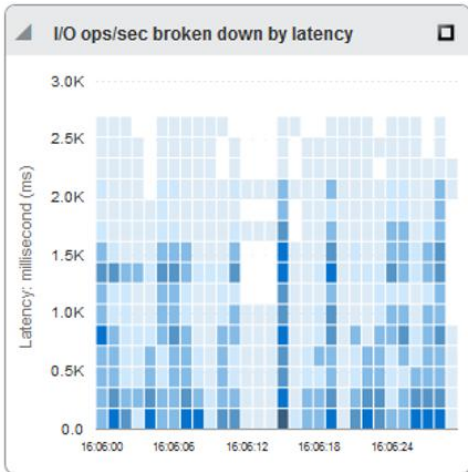 I/O ops/sec broken down by latency
Latency: millisecond (ms)
3.0K
2.5K
2.0K
1.5K
1.0K
0.5K
0.0
16:06:00 16:06:06 16:06:12 16:06:18 16:06:24